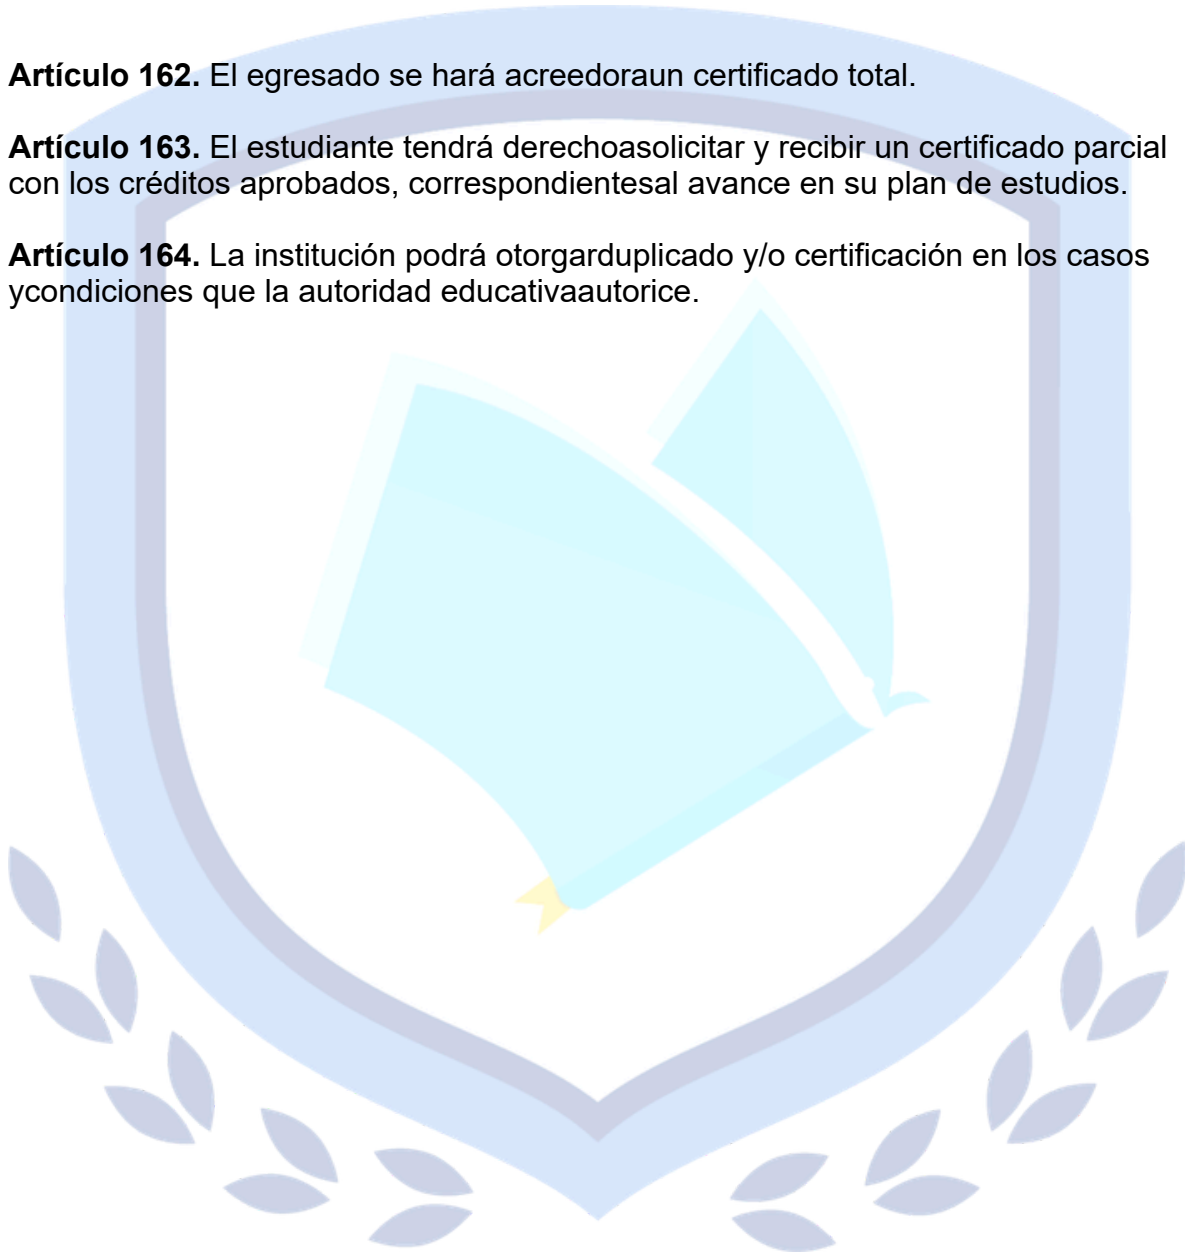 Artículo 162. El egresado se hará acreedoraun certificado total.
Artículo 163. El estudiante tendrá derechoasolicitar y recibir un certificado parcial
con los créditos aprobados, correspondientesal avance en su plan de estudios.
Artículo 164. La institución podrá otorgarduplicado y/o certificación en los casos
ycondiciones que la autoridad educativaautorice.